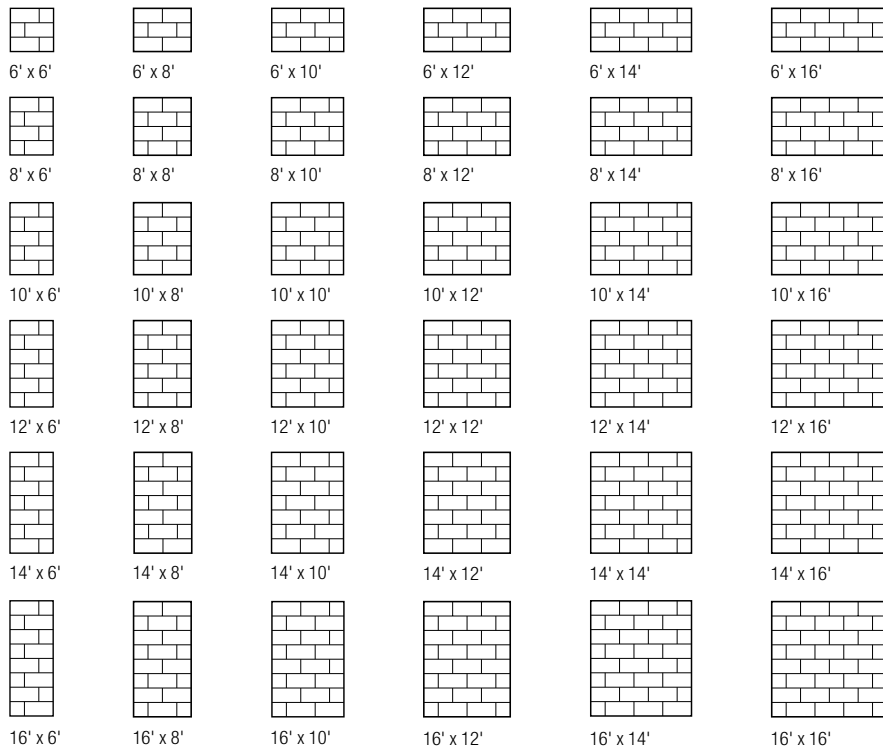 6' x 6' 6' x 8' 6' x 10' 6' x 12' 6' x 14' 6' x 16'
8' x 6' 8' x 8' 8' x 10' 8' x 12' 8' x 14' 8' x 16'
10' x 6' 10' x 8' 10' x 10' 10' x 12' 10' x 14' 10' x 16'
12' x 6' 12' x 8' 12' x 10' 12' x 12' 12' x 14' 12' x 16'
14' x 6' 14' x 8' 14' x 10' 14' x 12' 14' x 14' 14' x 16'
16' x 6' 16' x 8' 16' x 10' 16' x 12' 16' x 14' 16' x 16'